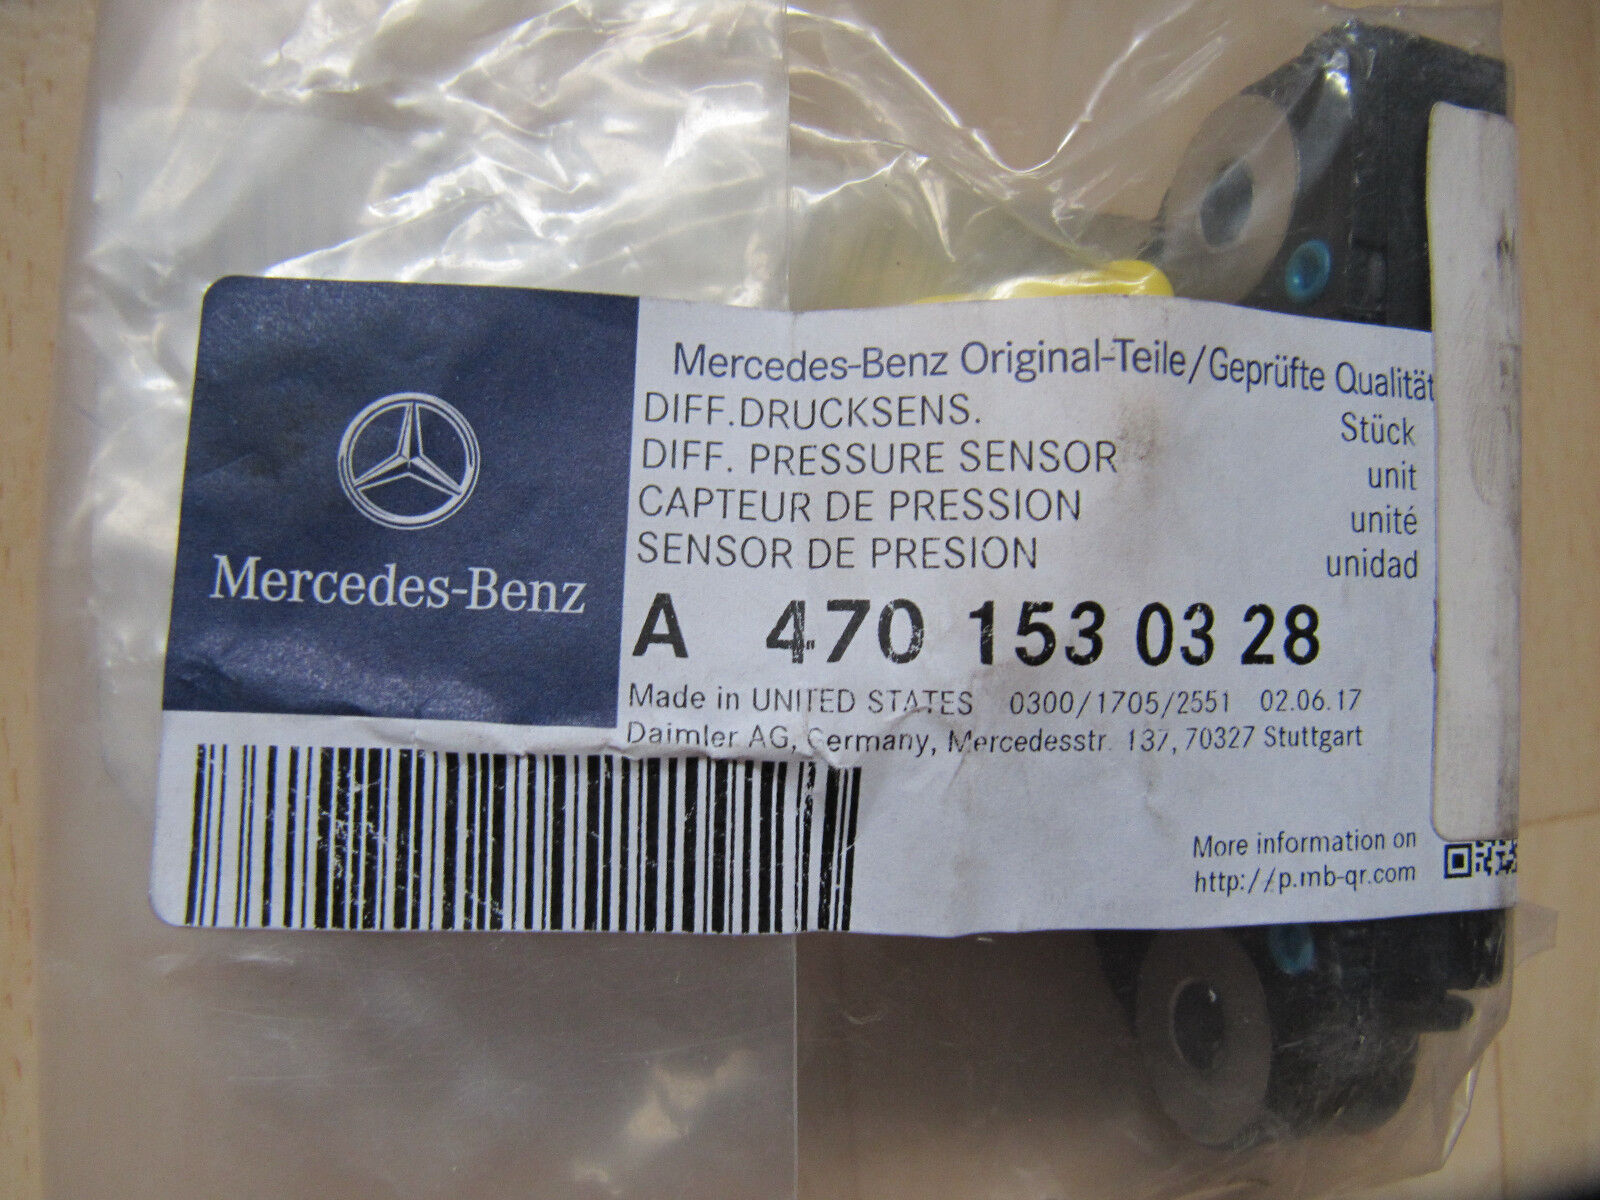 Mercedes-Benz
Mercedes-Benz Original-Teile/Geprüfte Qualität
DIFF.DRUCKSENS. Stück
DIFF. PRESSURE SENSOR unit
CAPTEUR DE PRESSION unité
SENSOR DE PRESION unidad
A 470 153 03 28
Made in UNITED STATES 0300/1705/2551 02.06.17
Daimler AG, Germany, Mercedesstr. 137, 70327 Stuttgart
More information on
http://p.mb-qr.com